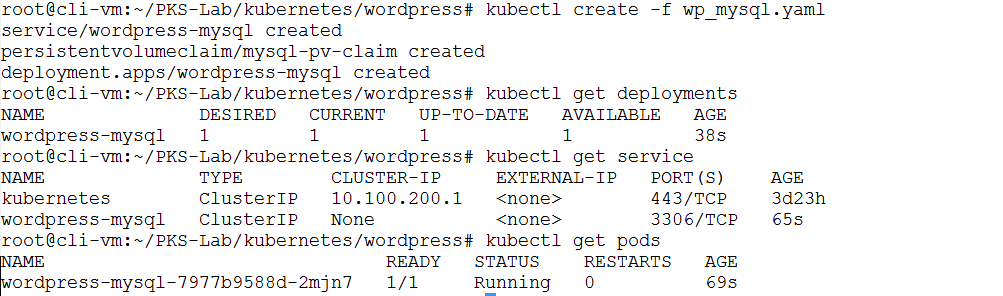 root@cli-vm:~/PKS-Lab/kubernetes/wordpress# kubectl create -f wp_mysql.yaml
service/wordpress-mysql created
persistentvolumeclaim/mysql-pv-claim created
deployment.apps/wordpress-mysql created
root@cli-vm:~/PKS-Lab/kubernetes/wordpress# kubectl get deployments
NAME              DESIRED   CURRENT   UP-TO-DATE   AVAILABLE   AGE
wordpress-mysql   1         1         1            1           38s
root@cli-vm:~/PKS-Lab/kubernetes/wordpress# kubectl get service
NAME              TYPE        CLUSTER-IP     EXTERNAL-IP   PORT(S)    AGE
kubernetes        ClusterIP   10.100.200.1   <none>        443/TCP    3d23h
wordpress-mysql   ClusterIP   None           <none>        3306/TCP   65s
root@cli-vm:~/PKS-Lab/kubernetes/wordpress# kubectl get pods
NAME                               READY   STATUS    RESTARTS   AGE
wordpress-mysql-7977b9588d-2mjn7   1/1     Running   0          69s